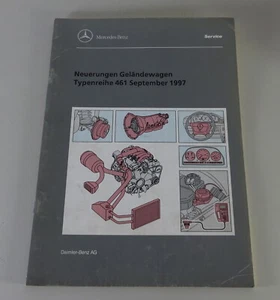 Mercedes-Benz
Service
Neuerungen Geländewagen
Typenreihe 461 September 1997
Daimler-Benz AG